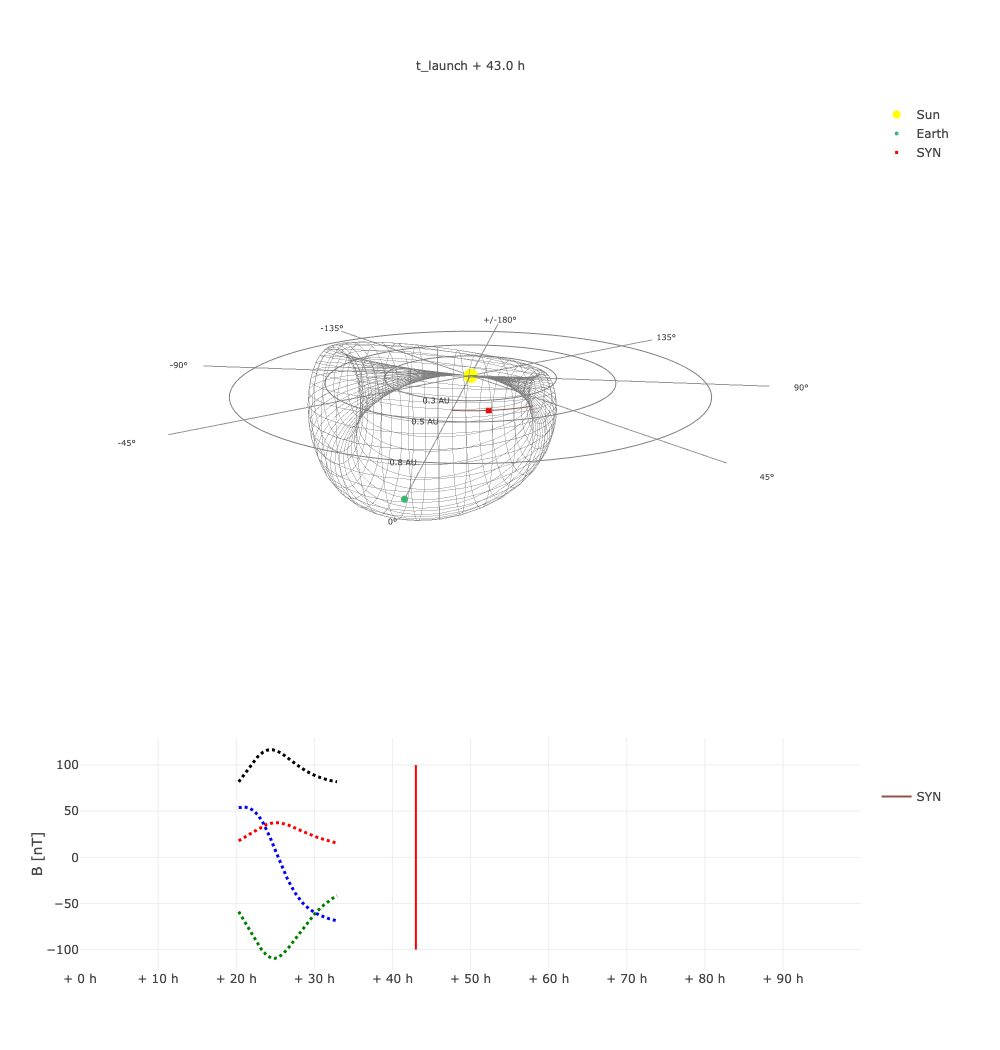 t_launch + 43.0 h
Sun
Earth
SYN
+/-180°
-135°
135°
-90°
90°
0.3 AU
0.5 AU
-45°
0.8 AU
45°
0°
100
50
0
−50
−100
B [nT]
SYN
+ 0 h
+ 10 h
+ 20 h
+ 30 h
+ 40 h
+ 50 h
+ 60 h
+ 70 h
+ 80 h
+ 90 h